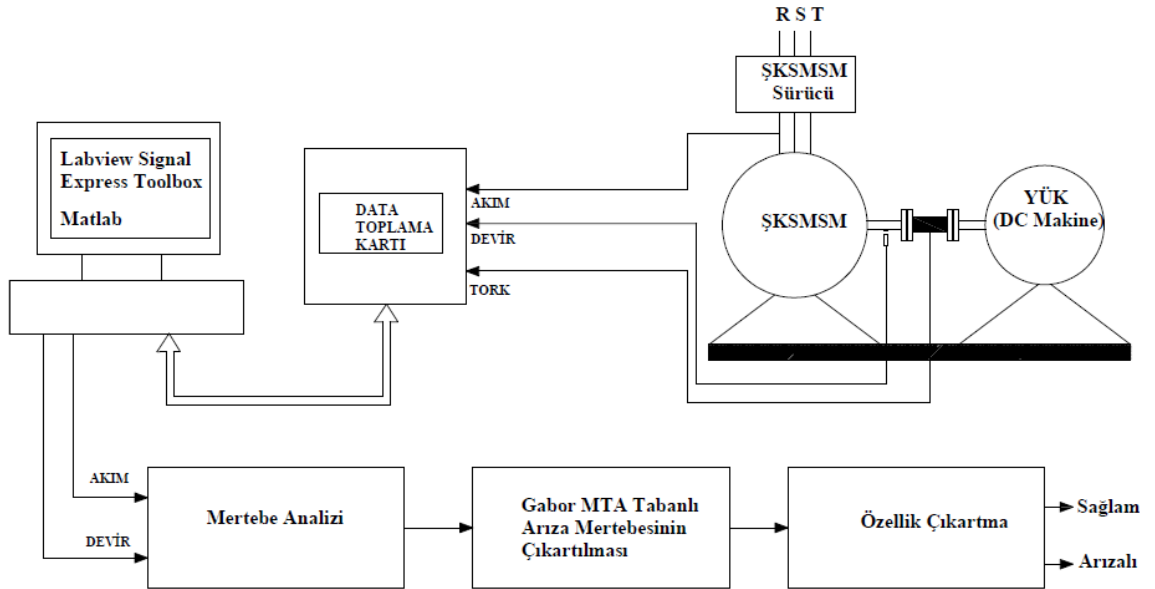 R S T
ŞKSMSM
Sürücü
Labview Signal
Express Toolbox
Matlab
DATA
TOPLAMA
KARTI
AKIM
DEVİR
TORK
ŞKSMSM
YÜK
(DC Makine)
AKIM
DEVİR
Mertebe Analizi
Gabor MTA Tabanlı
Arıza Mertebesinin
Çıkartılması
Özellik Çıkartma
Sağlam
Arızalı